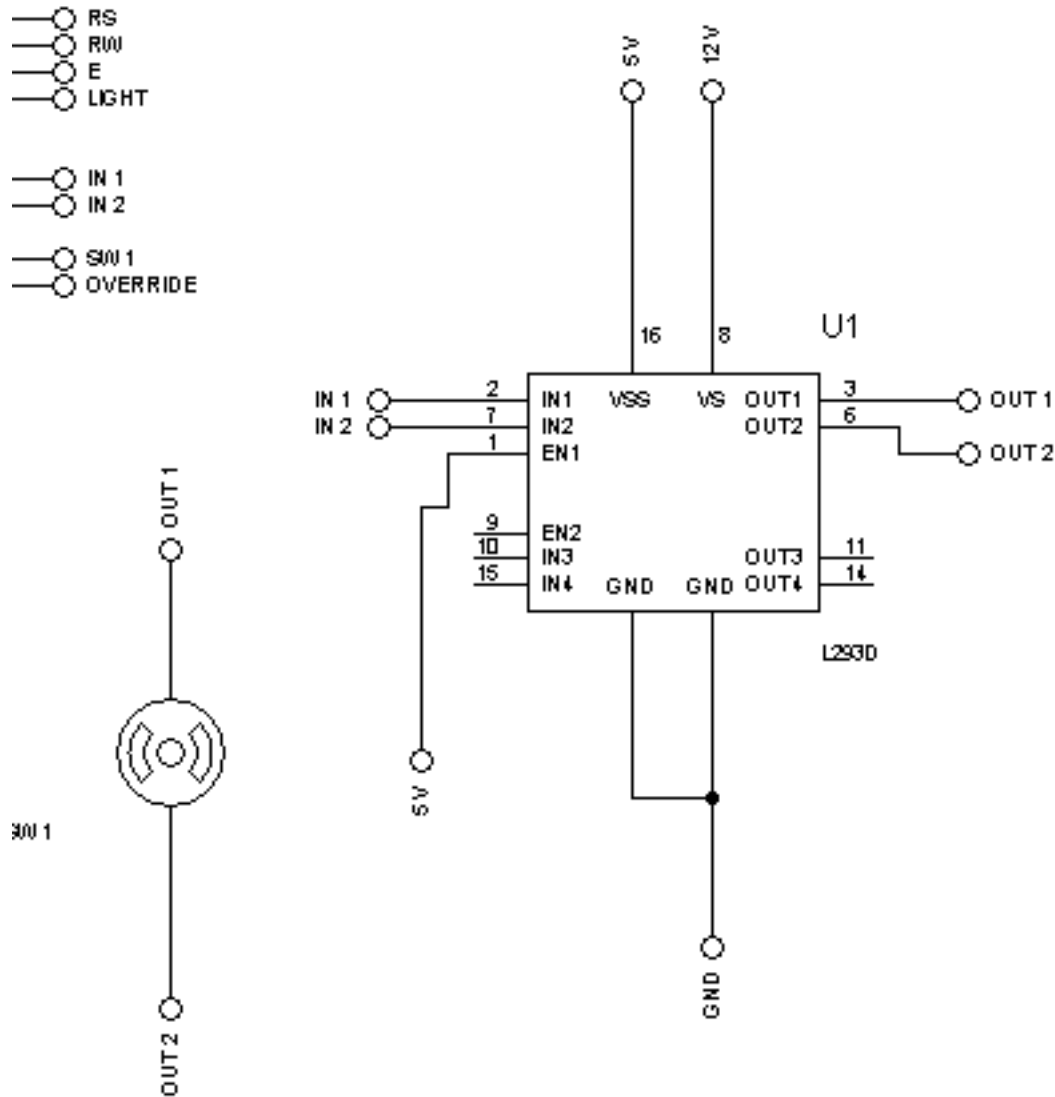 RS
RW
E
LIGHT
IN 1
IN 2
SW 1
OVERRIDE
5V
12V
16
8
U1
IN 1
2
IN1
VSS
VS
OUT1
3
OUT 1
IN 2
7
IN2
OUT2
6
OUT 2
1
EN1
9
EN2
10
IN3
OUT3
11
15
IN4
GND
GND
OUT4
14
L293D
OUT 1
5V
SW 1
GND
OUT 2